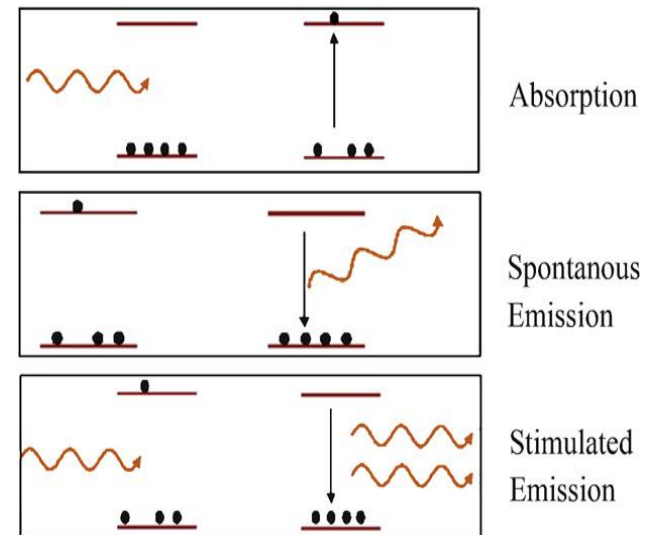 Absorption
Spontanous
Emission
Stimulated
Emission